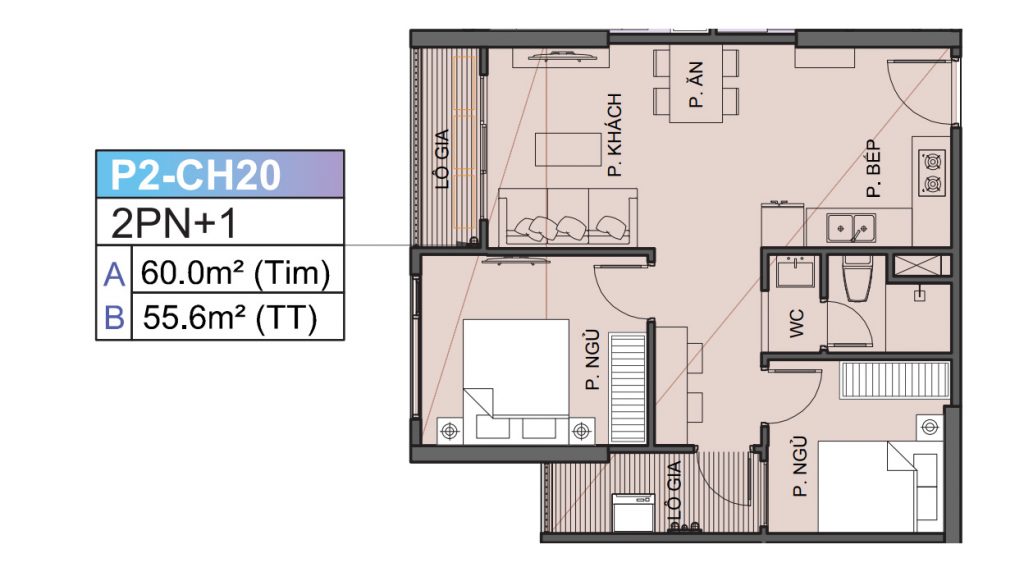 P2-CH20
2PN+1
A 60.0m² (Tim)
B 55.6m² (TT)
LÔ GIA
P. KHÁCH
P. ĂN
P. BẾP
P. NGỦ
WC
P. NGỦ
LÔ GIA